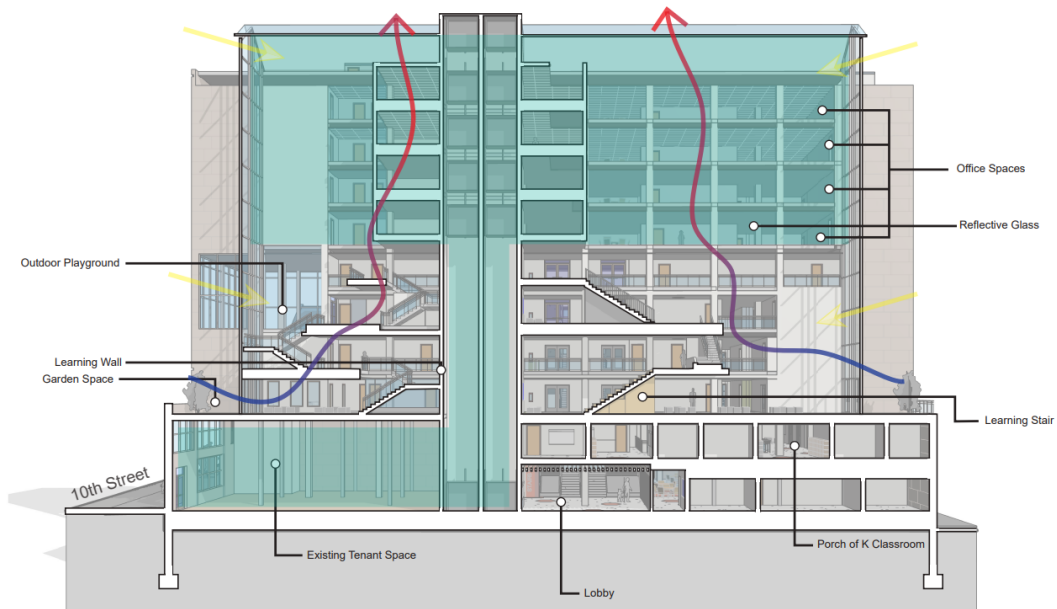 Office Spaces
Reflective Glass
Outdoor Playground
Learning Wall
Garden Space
Learning Stair
10th Street
Porch of K Classroom
Existing Tenant Space
Lobby